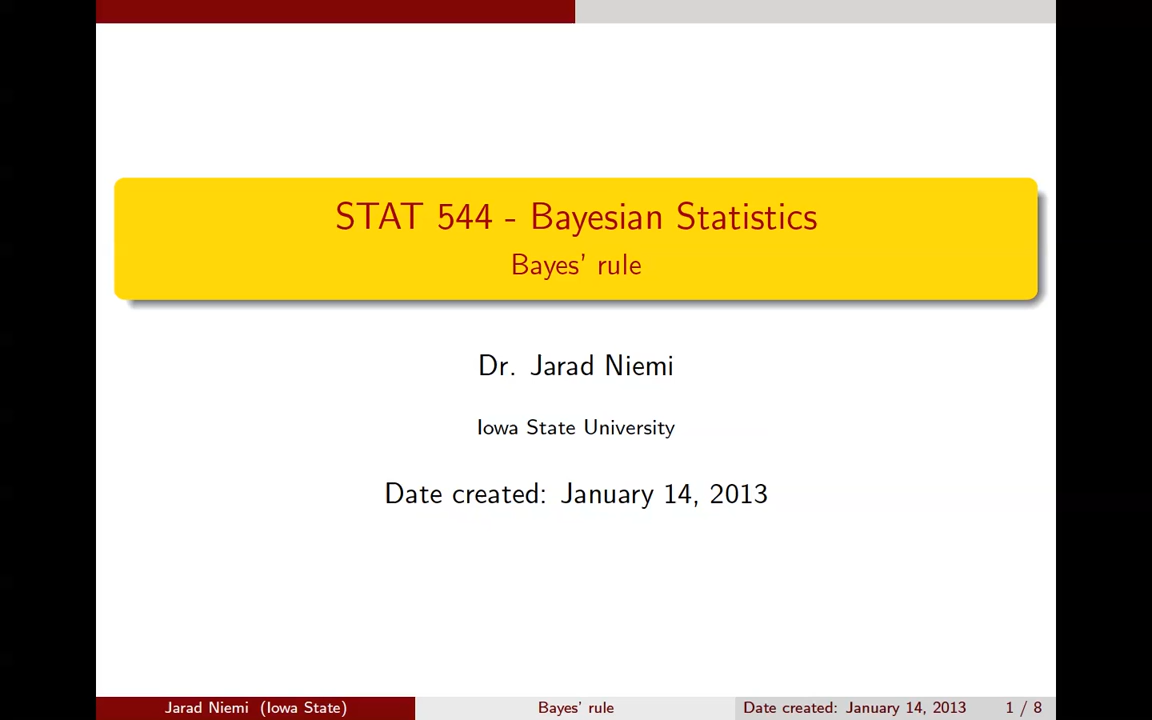 STAT 544 - Bayesian Statistics
Bayes' rule
Dr. Jarad Niemi
Iowa State University
Date created: January 14, 2013
Jarad Niemi (Iowa State) Bayes' rule Date created: January 14, 2013 1 / 8